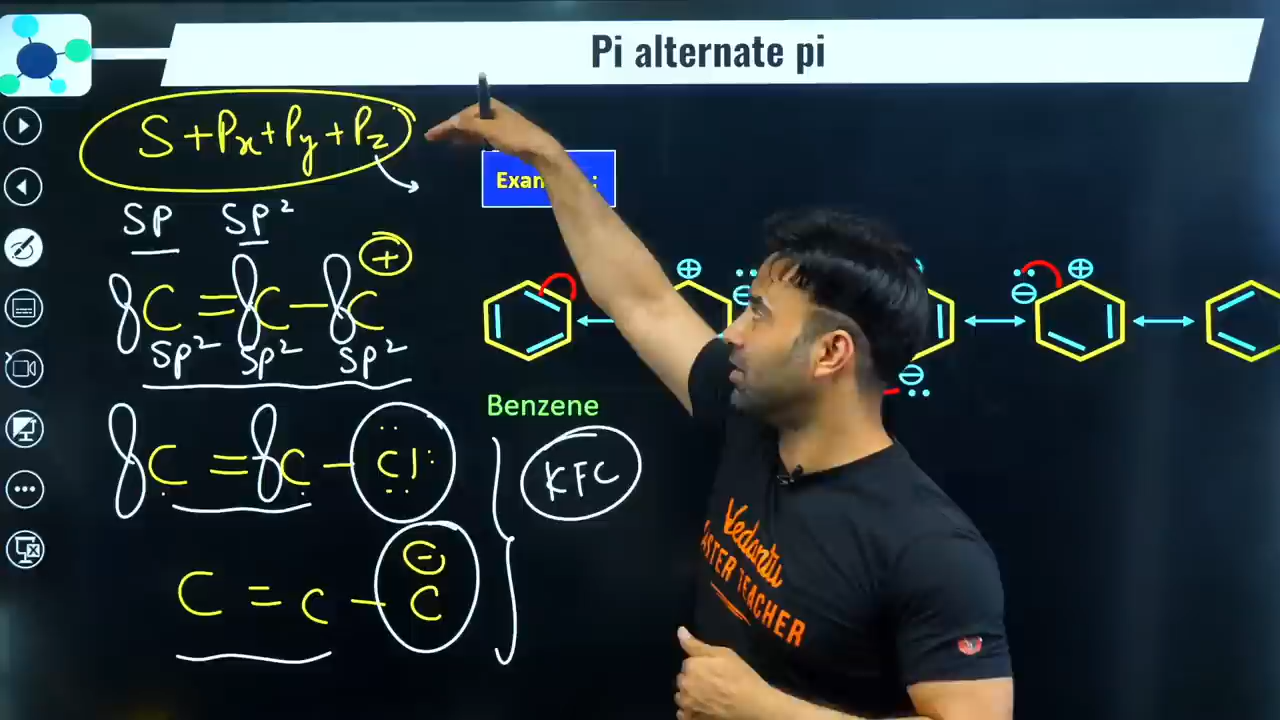 Pi alternate pi
S + Px + Py + Pz
SP SP²
C = C – C ⊕
SP² SP² SP²
C = C – Cl
C = C – C ⊖
⊕ ⊖ ⊖ ⊕ ⊖
Benzene
KFC
Vedantu
MASTER TEACHER